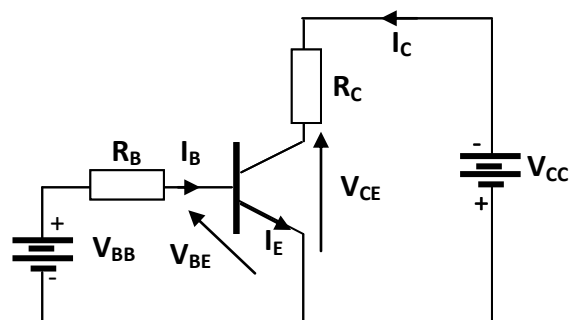 I_C
R_C
-
R_B I_B
V_CE
V_CC
+
+
V_BB
V_BE
I_E
-